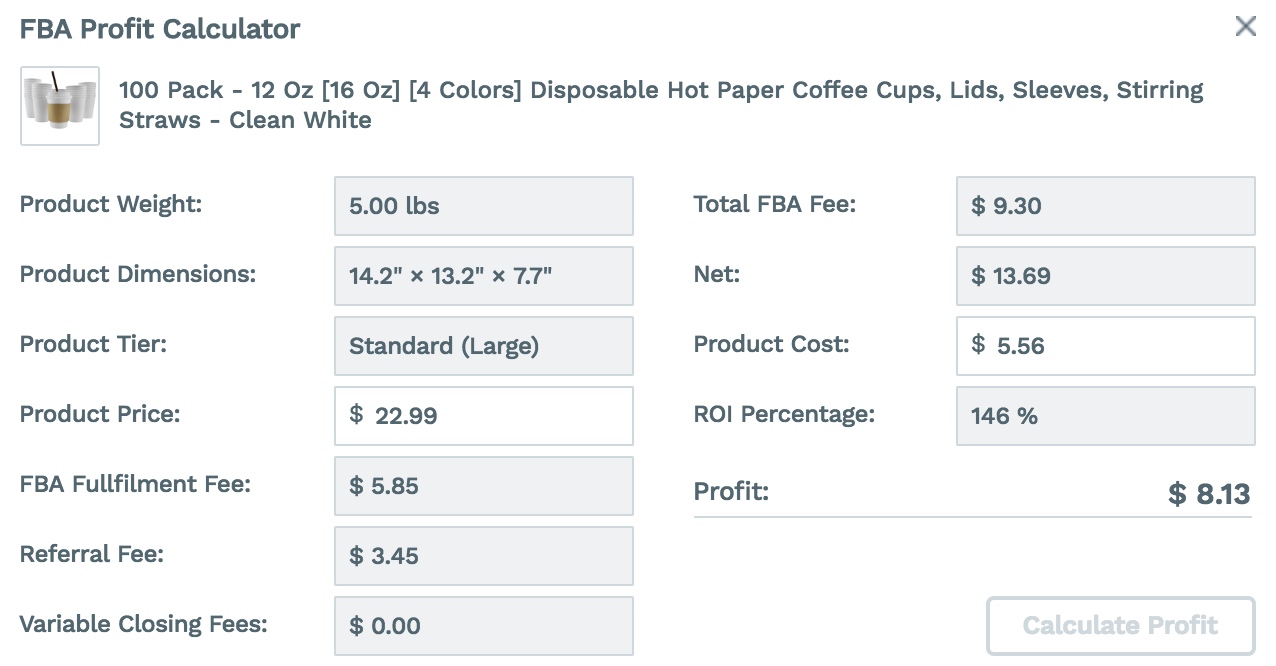 FBA Profit Calculator
100 Pack - 12 Oz [16 Oz] [4 Colors] Disposable Hot Paper Coffee Cups, Lids, Sleeves, Stirring
Straws - Clean White
Product Weight: 5.00 lbs
Product Dimensions: 14.2" × 13.2" × 7.7"
Product Tier: Standard (Large)
Product Price: $ 22.99
FBA Fullfilment Fee: $ 5.85
Referral Fee: $ 3.45
Variable Closing Fees: $ 0.00
Total FBA Fee: $ 9.30
Net: $ 13.69
Product Cost: $ 5.56
ROI Percentage: 146 %
Profit: $ 8.13
Calculate Profit